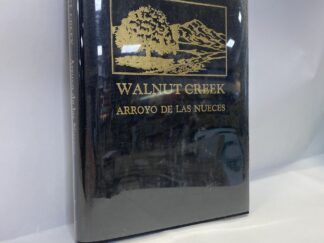 WALNUT CREEK
ARROYO DE LAS NUECES